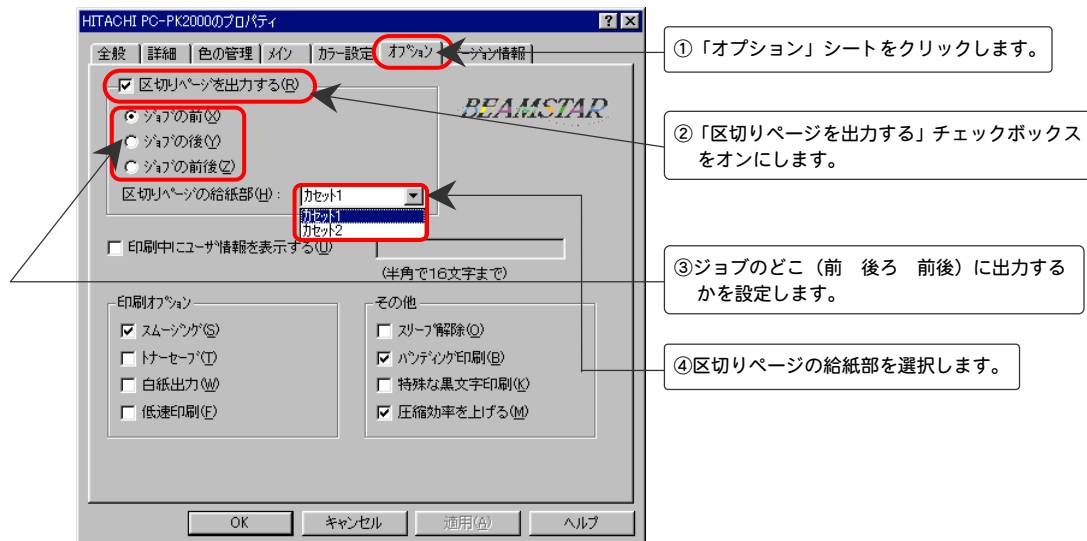 HITACHI PC-PK2000のプロパティ
全般 詳細 色の管理 メイン カラー設定 オプション バージョン情報
区切りページを出力する(R)
BEAMSTAR
ジョブの前(X)
ジョブの後(Y)
ジョブの前後(Z)
区切りページの給紙部(H): カセット1
カセット1
カセット2
印刷中にユーザ情報を表示する(U)
(半角で16文字まで)
印刷オプション
スムージング(S)
トナーセーブ(T)
白紙出力(W)
低速印刷(F)
その他
スリープ解除(O)
バンディング印刷(B)
特殊な黒文字印刷(K)
圧縮効率を上げる(M)
OK キャンセル 適用(A) ヘルプ
①「オプション」シートをクリックします。
②「区切りページを出力する」チェックボックス
をオンにします。
③ジョブのどこ（前　後ろ　前後）に出力する
かを設定します。
④区切りページの給紙部を選択します。